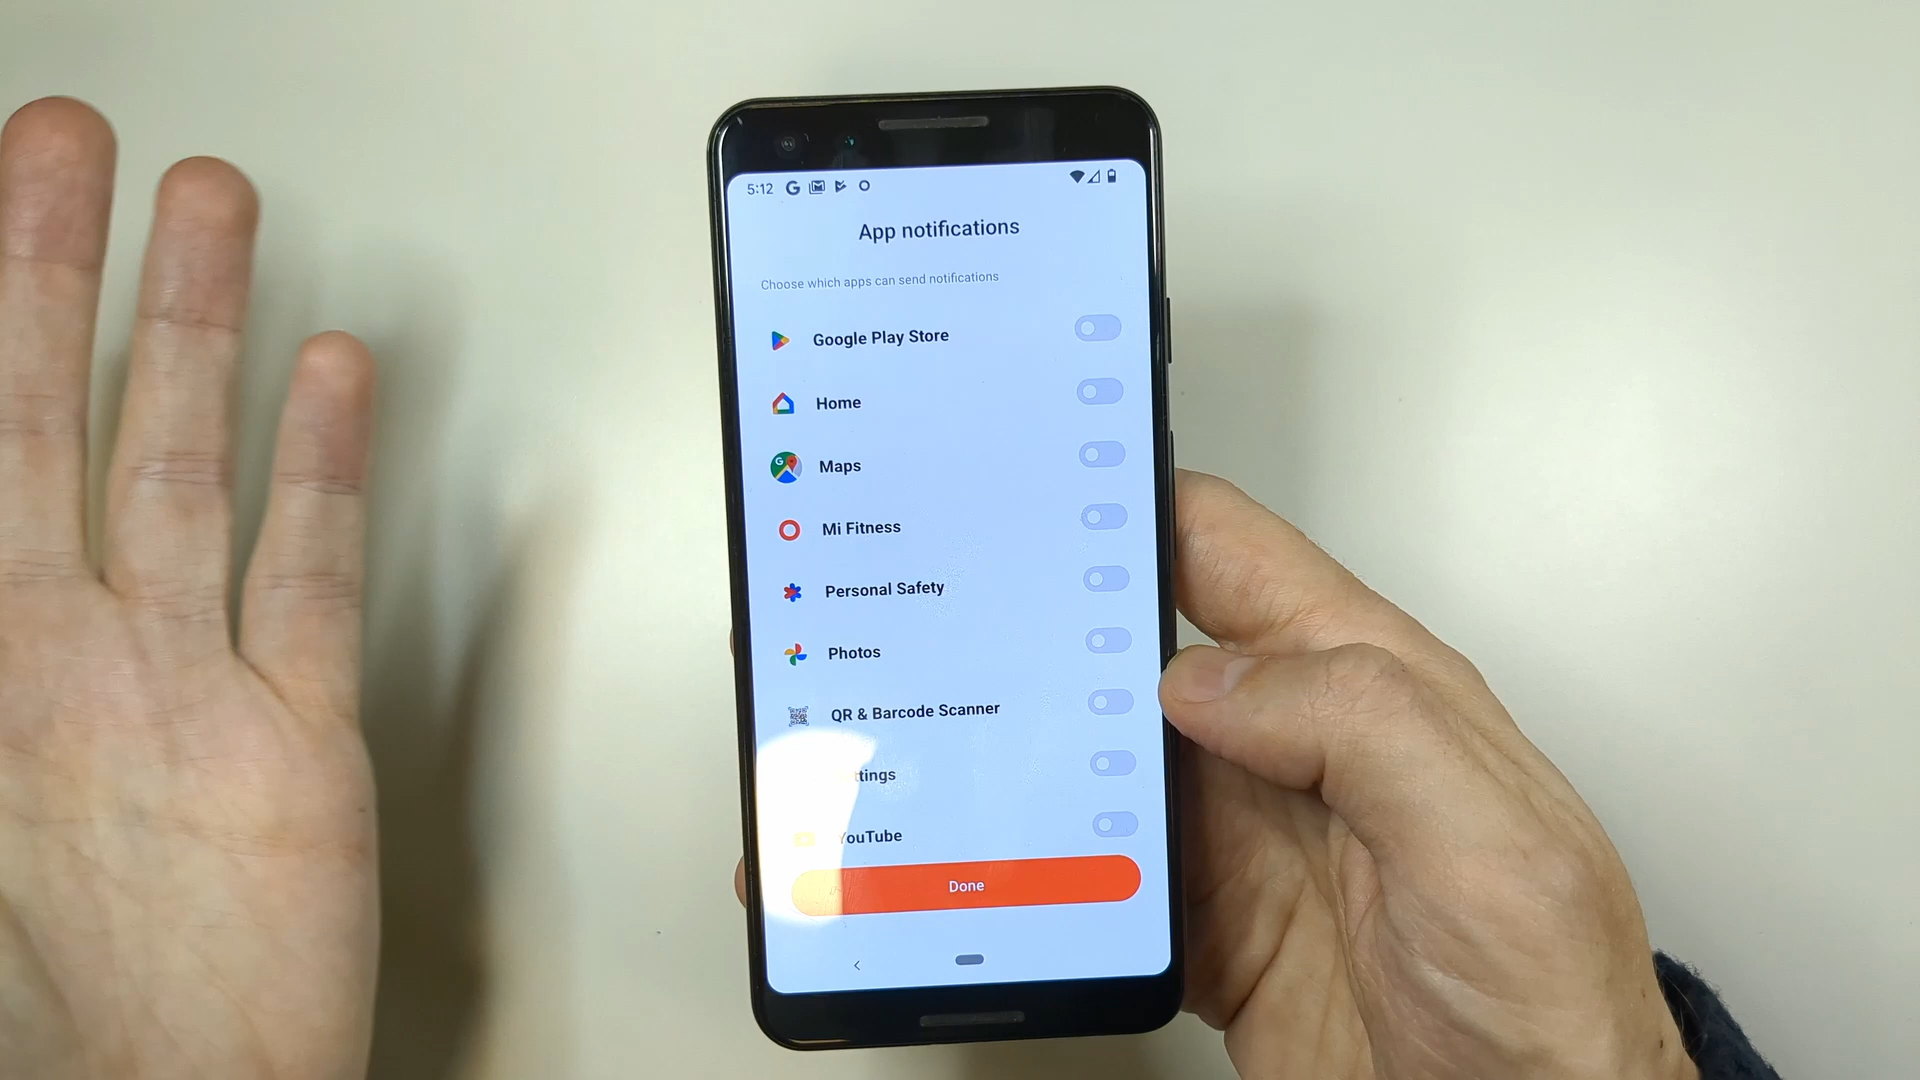 5:12
App notifications
Choose which apps can send notifications
Google Play Store
Home
Maps
Mi Fitness
Personal Safety
Photos
QR & Barcode Scanner
YouTube
Done